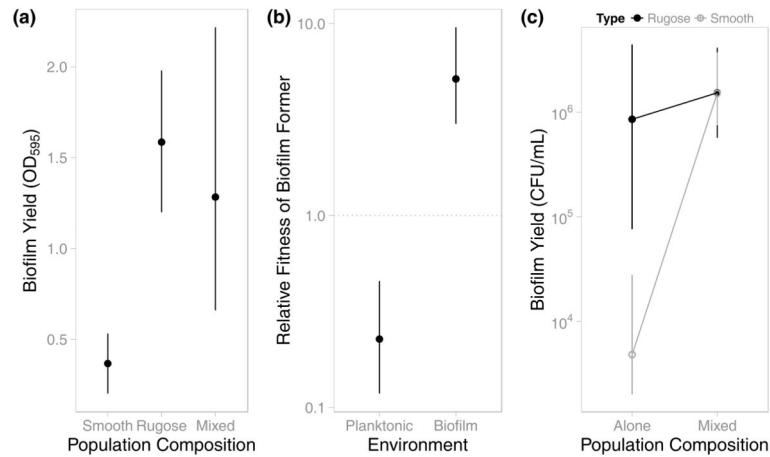 (a)
Biofilm Yield (OD595)
2.0
1.5
1.0
0.5
Smooth Rugose Mixed
Population Composition
(b)
Relative Fitness of Biofilm Former
10.0
1.0
0.1
Planktonic Biofilm
Environment
(c)
Type Rugose Smooth
Biofilm Yield (CFU/mL)
10^6
10^5
10^4
Alone Mixed
Population Composition